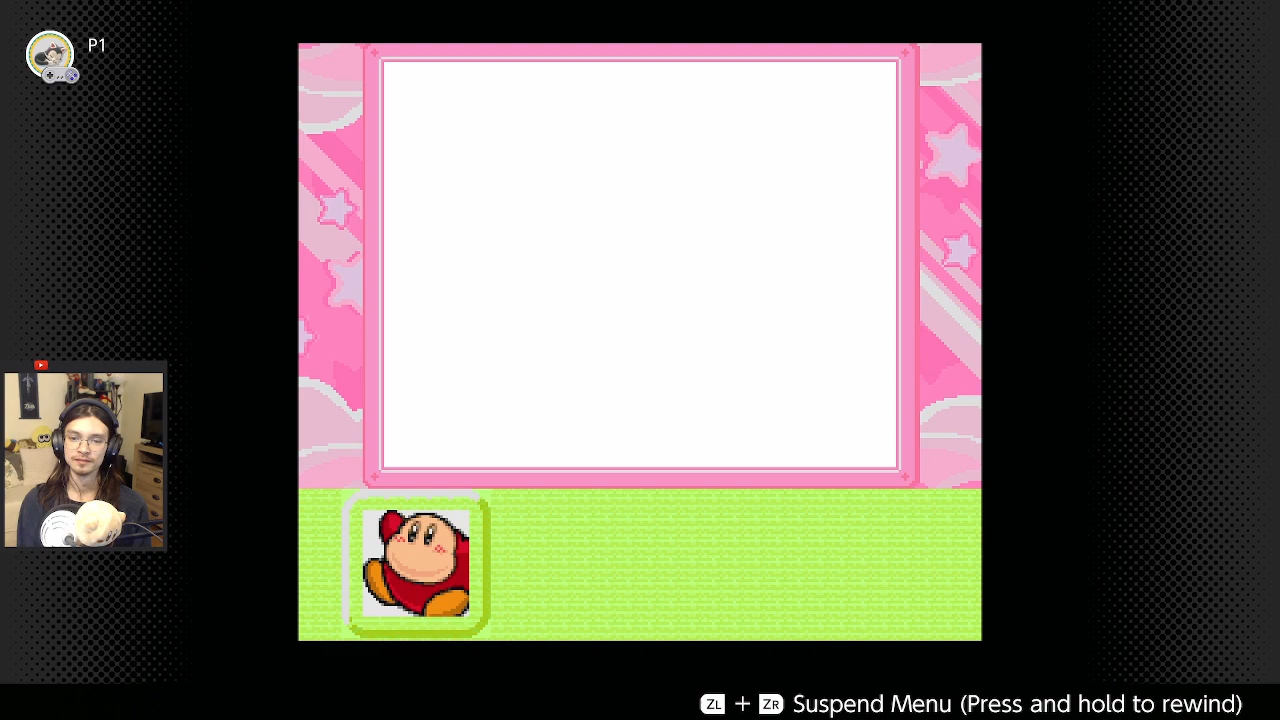 P1
ZL + ZR Suspend Menu (Press and hold to rewind)